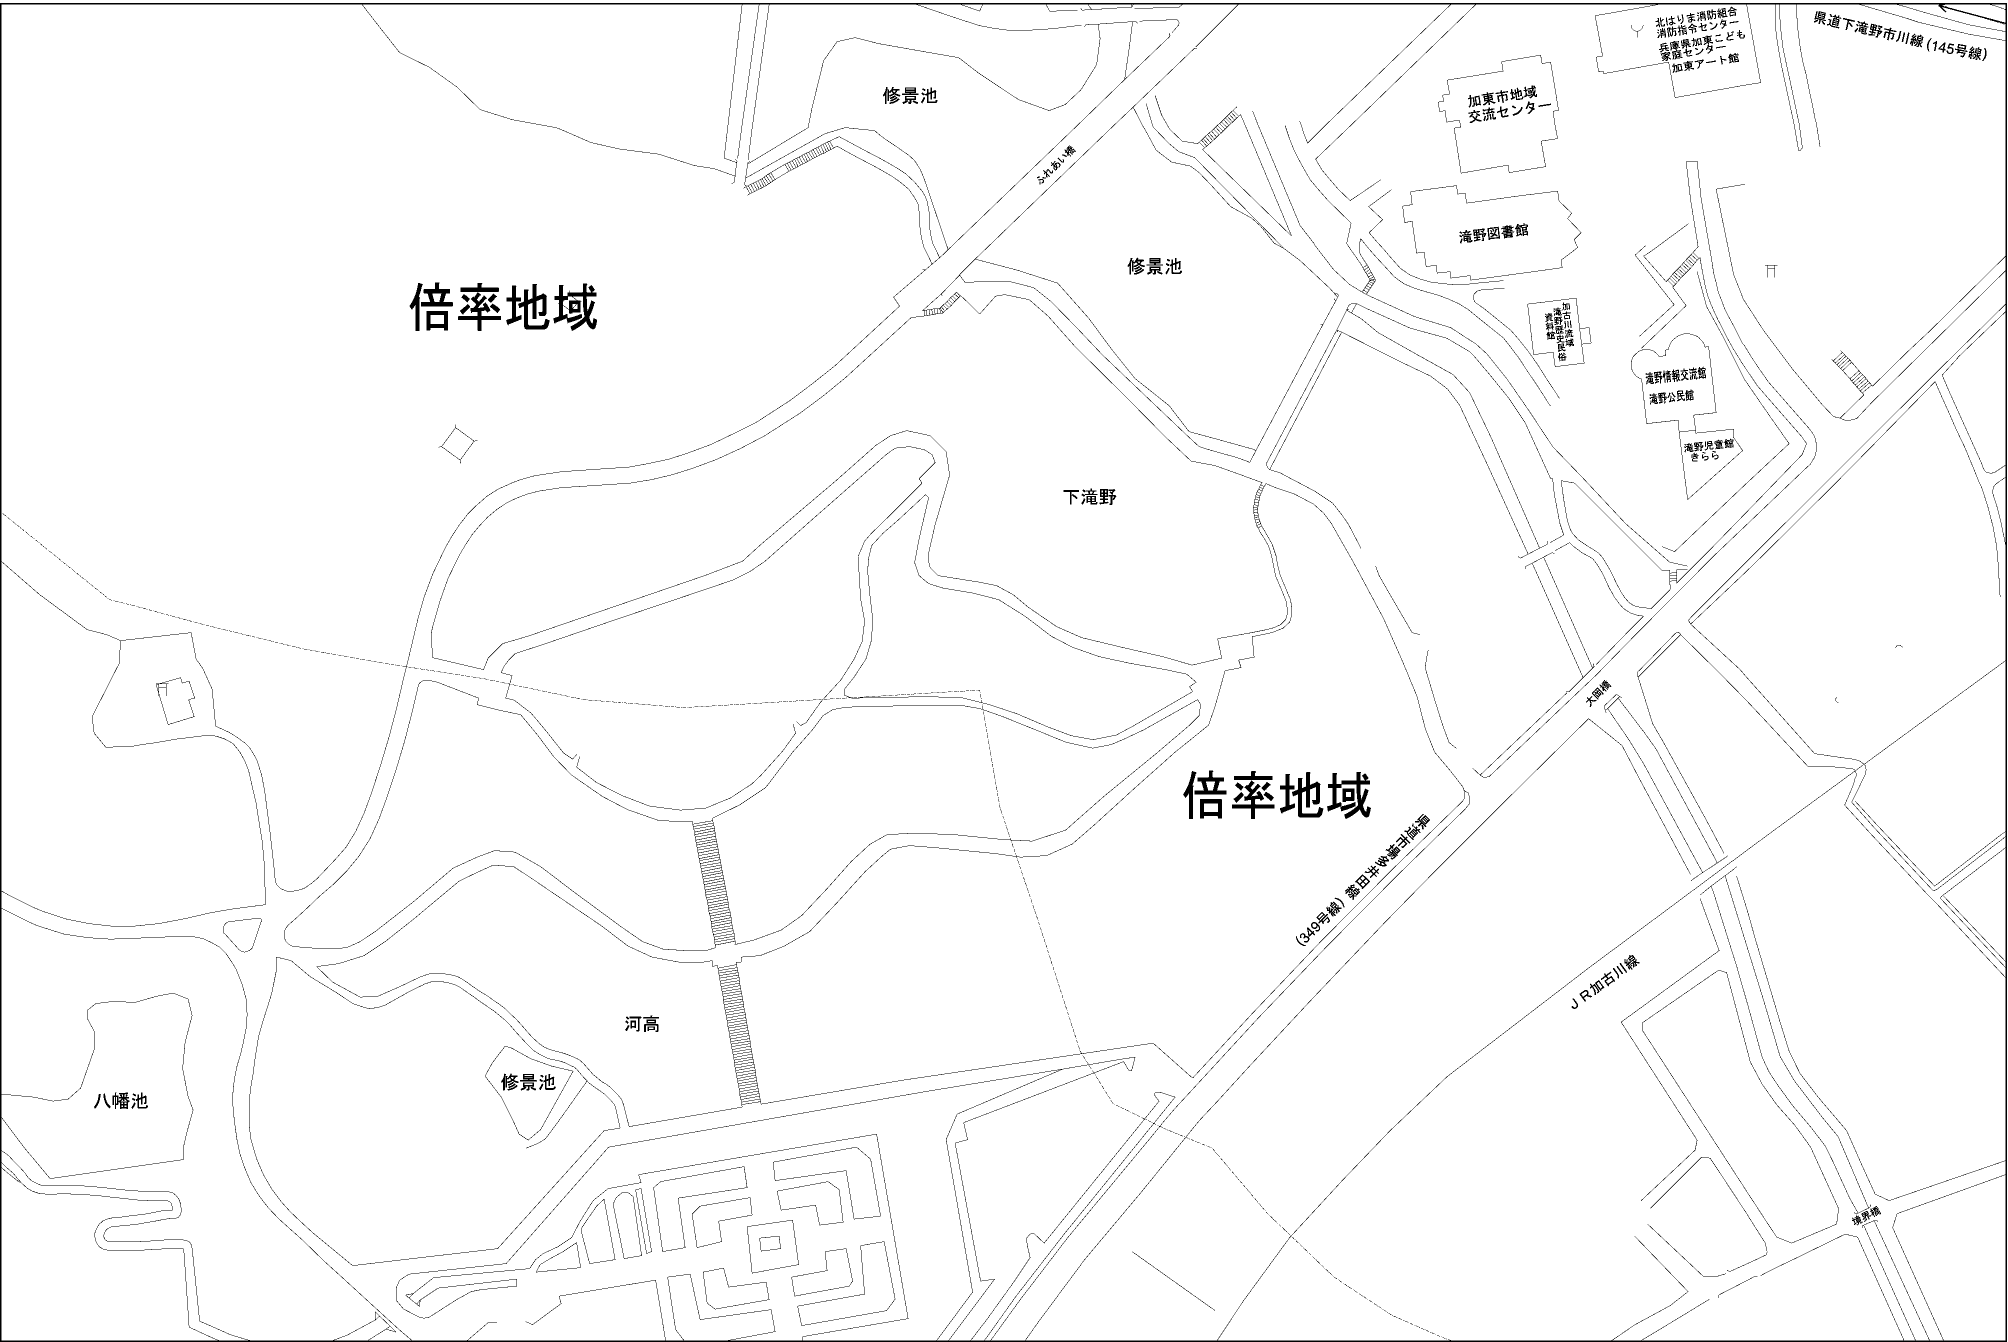 北はりま消防組合
消防指令センター
兵庫県加東こども
家庭センター
加東アート館
県道下滝野市川線(145号線)
修景池
加東市地域
交流センター
ふれあい橋
滝野図書館
修景池
倍率地域
加古川流域
滝野歴史民俗
資料館
滝野情報交流館
滝野公民館
滝野児童館
きらら
下滝野
大岡橋
倍率地域
県道市場多井田線
(349号線)
JR加古川線
河高
修景池
八幡池
境界橋